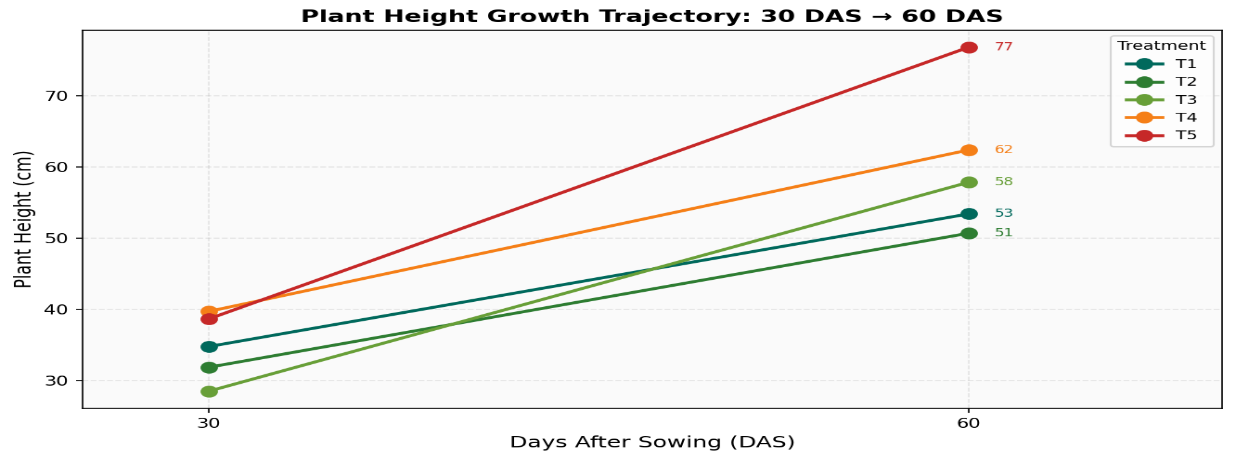 Plant Height Growth Trajectory: 30 DAS → 60 DAS
Plant Height (cm)
70
60
50
40
30
77
62
58
53
51
Treatment
T1
T2
T3
T4
T5
30
60
Days After Sowing (DAS)